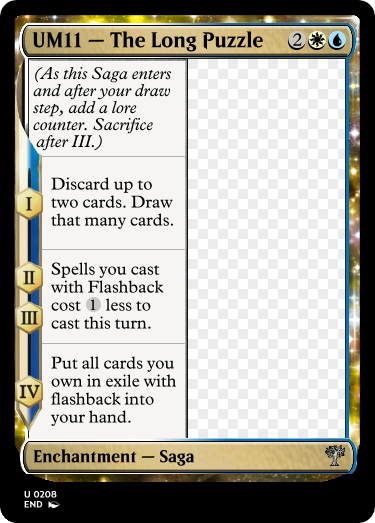 UM11 — The Long Puzzle 2
(As this Saga enters
and after your draw
step, add a lore
counter. Sacrifice
after III.)
I
Discard up to
two cards. Draw
that many cards.
II
III
Spells you cast
with Flashback
cost 1 less to
cast this turn.
IV
Put all cards you
own in exile with
flashback into
your hand.
Enchantment — Saga
U 0208
END